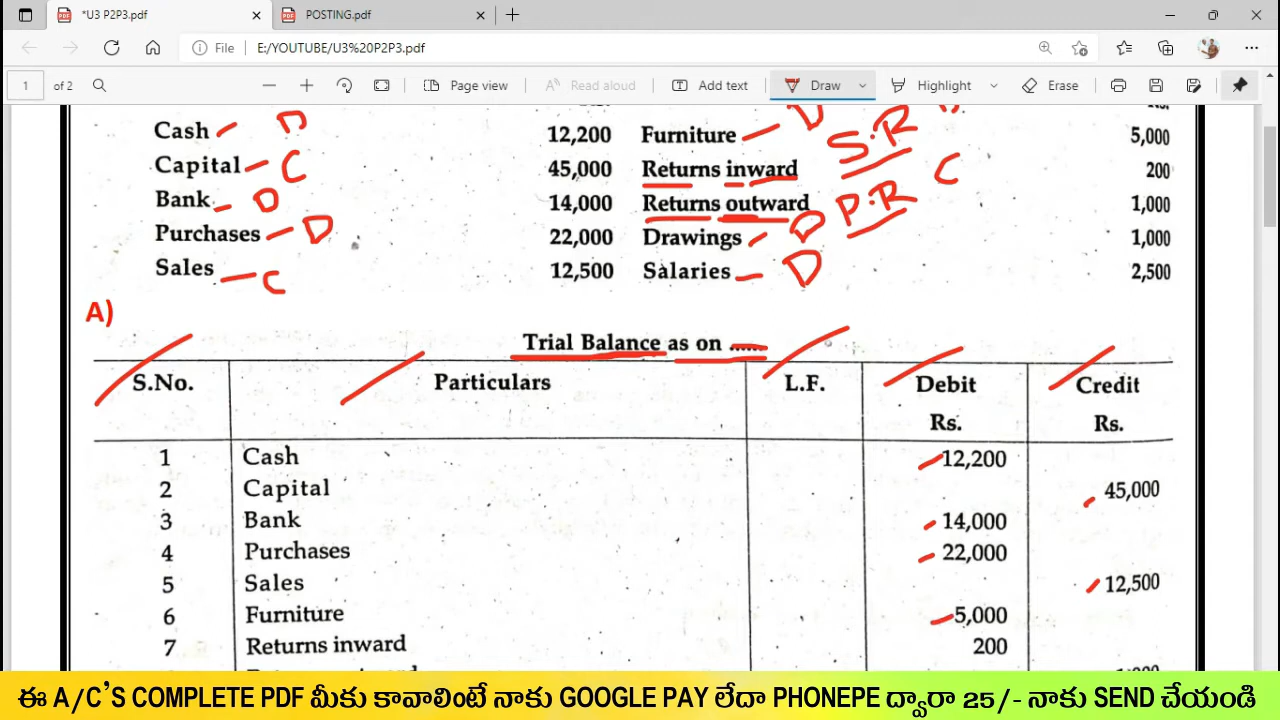 *U3 P2P3.pdf
POSTING.pdf
File E:/YOUTUBE/U3%20P2P3.pdf
1 of 2 Page view Read aloud Add text Draw Highlight Erase
Cash D 12,200 Furniture D 5,000
Capital C 45,000 Returns inward S.R 200
Bank D 14,000 Returns outward P.R C 1,000
Purchases D 22,000 Drawings D 1,000
Sales C 12,500 Salaries D 2,500
A)
Trial Balance as on ......
S.No. Particulars L.F. Debit Rs. Credit Rs.
1 Cash 12,200
2 Capital 45,000
3 Bank 14,000
4 Purchases 22,000
5 Sales 12,500
6 Furniture 5,000
7 Returns inward 200
ఈ A/C'S COMPLETE PDF మీకు కావాలింటే నాకు GOOGLE PAY లేదా PHONEPE ద్వారా 25/- నాకు SEND చేయండి